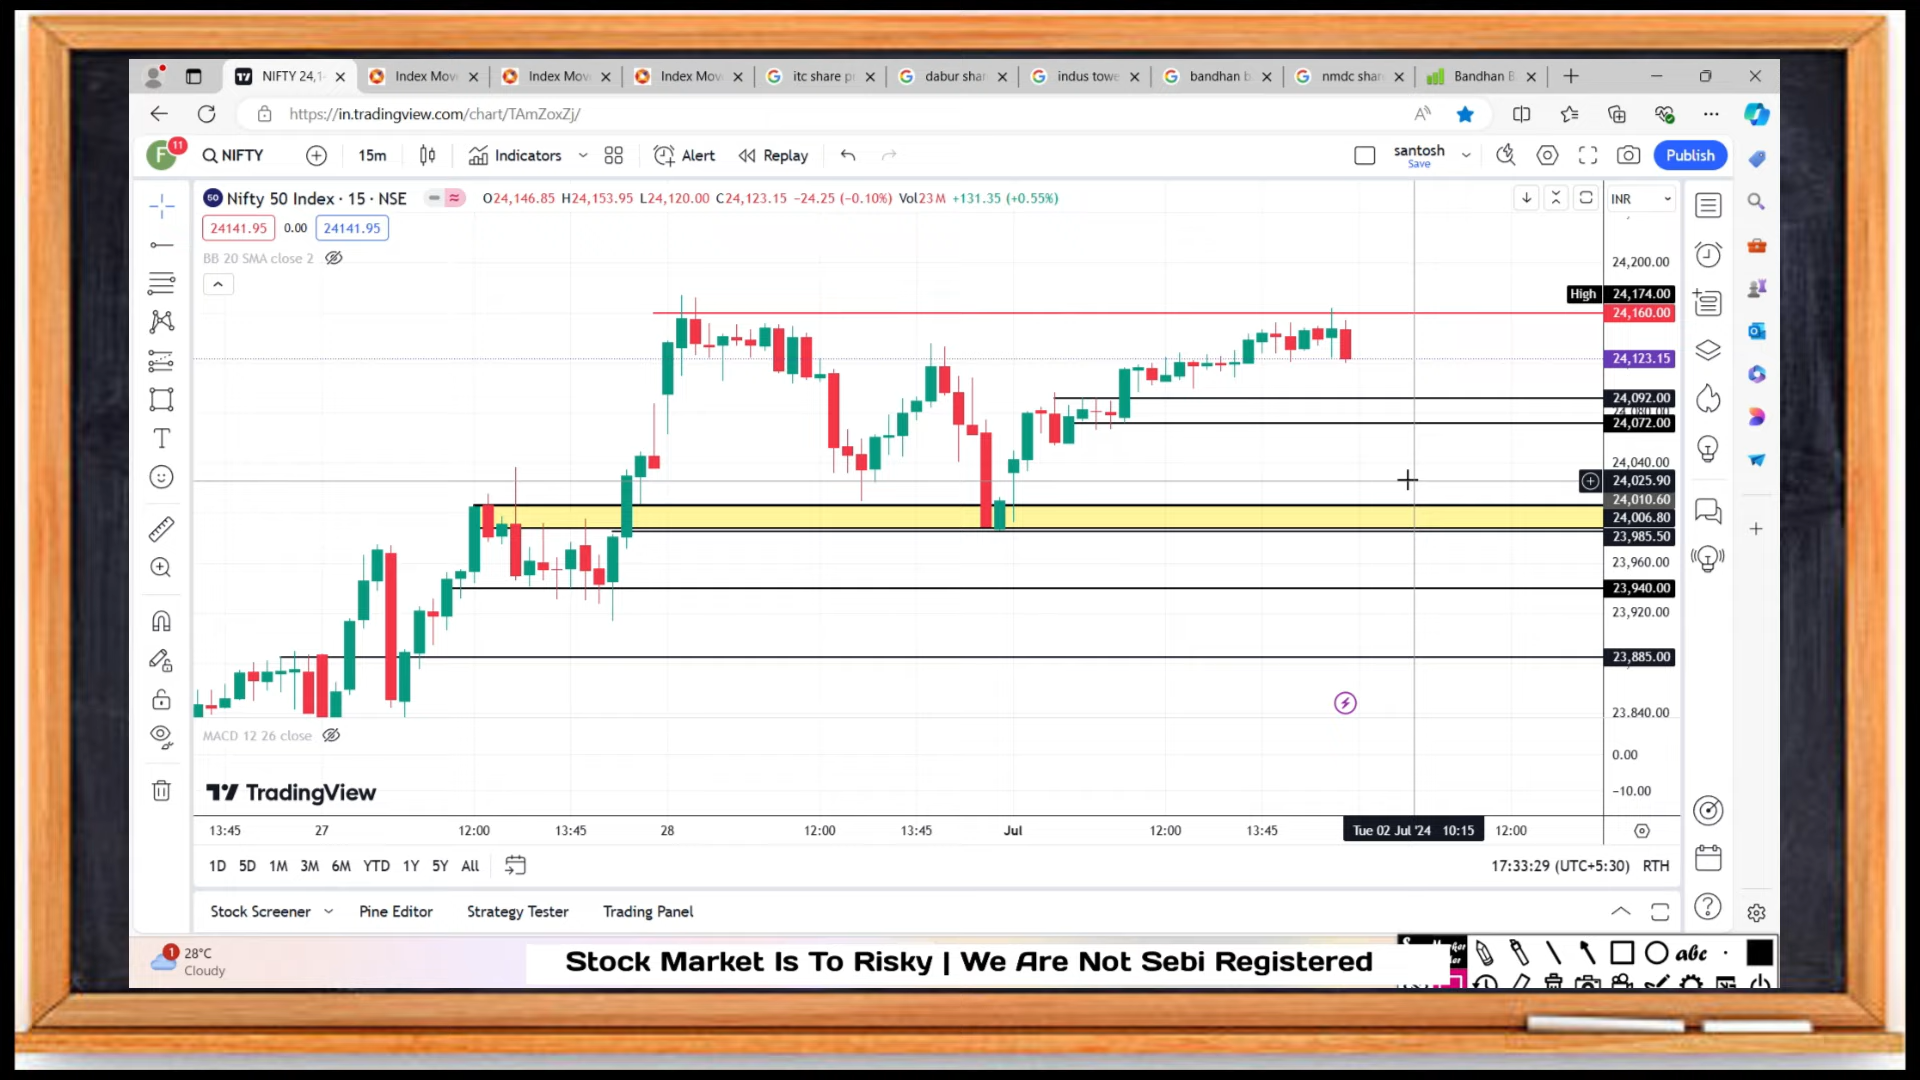 NIFTY 24,1
Index Mov
Index Mov
Index Mov
itc share p
dabur shar
indus towe
bandhan b
nmdc shar
Bandhan B
https://in.tradingview.com/chart/TAmZoxZj/
F 11
NIFTY
15m
Indicators
Alert
Replay
santosh
Save
Publish
50 Nifty 50 Index · 15 · NSE
O24,146.85 H24,153.95 L24,120.00 C24,123.15 −24.25 (−0.10%) Vol23 M +131.35 (+0.55%)
INR
24141.95 0.00 24141.95
BB 20 SMA close 2
24,200.00
High 24,174.00
24,160.00
24,123.15
24,092.00
24,080.00
24,072.00
24,040.00
24,025.90
24,010.60
24,006.80
23,985.50
23,960.00
23,940.00
23,920.00
23,885.00
23,840.00
MACD 12 26 close
0.00
−10.00
TradingView
13:45 27 12:00 13:45 28 12:00 13:45 Jul 12:00 13:45 Tue 02 Jul '24 10:15 12:00
1D 5D 1M 3M 6M YTD 1Y 5Y All
17:33:29 (UTC+5:30) RTH
Stock Screener Pine Editor Strategy Tester Trading Panel
1 28°C
Cloudy
Stock Market Is To Risky | We Are Not Sebi Registered
abc